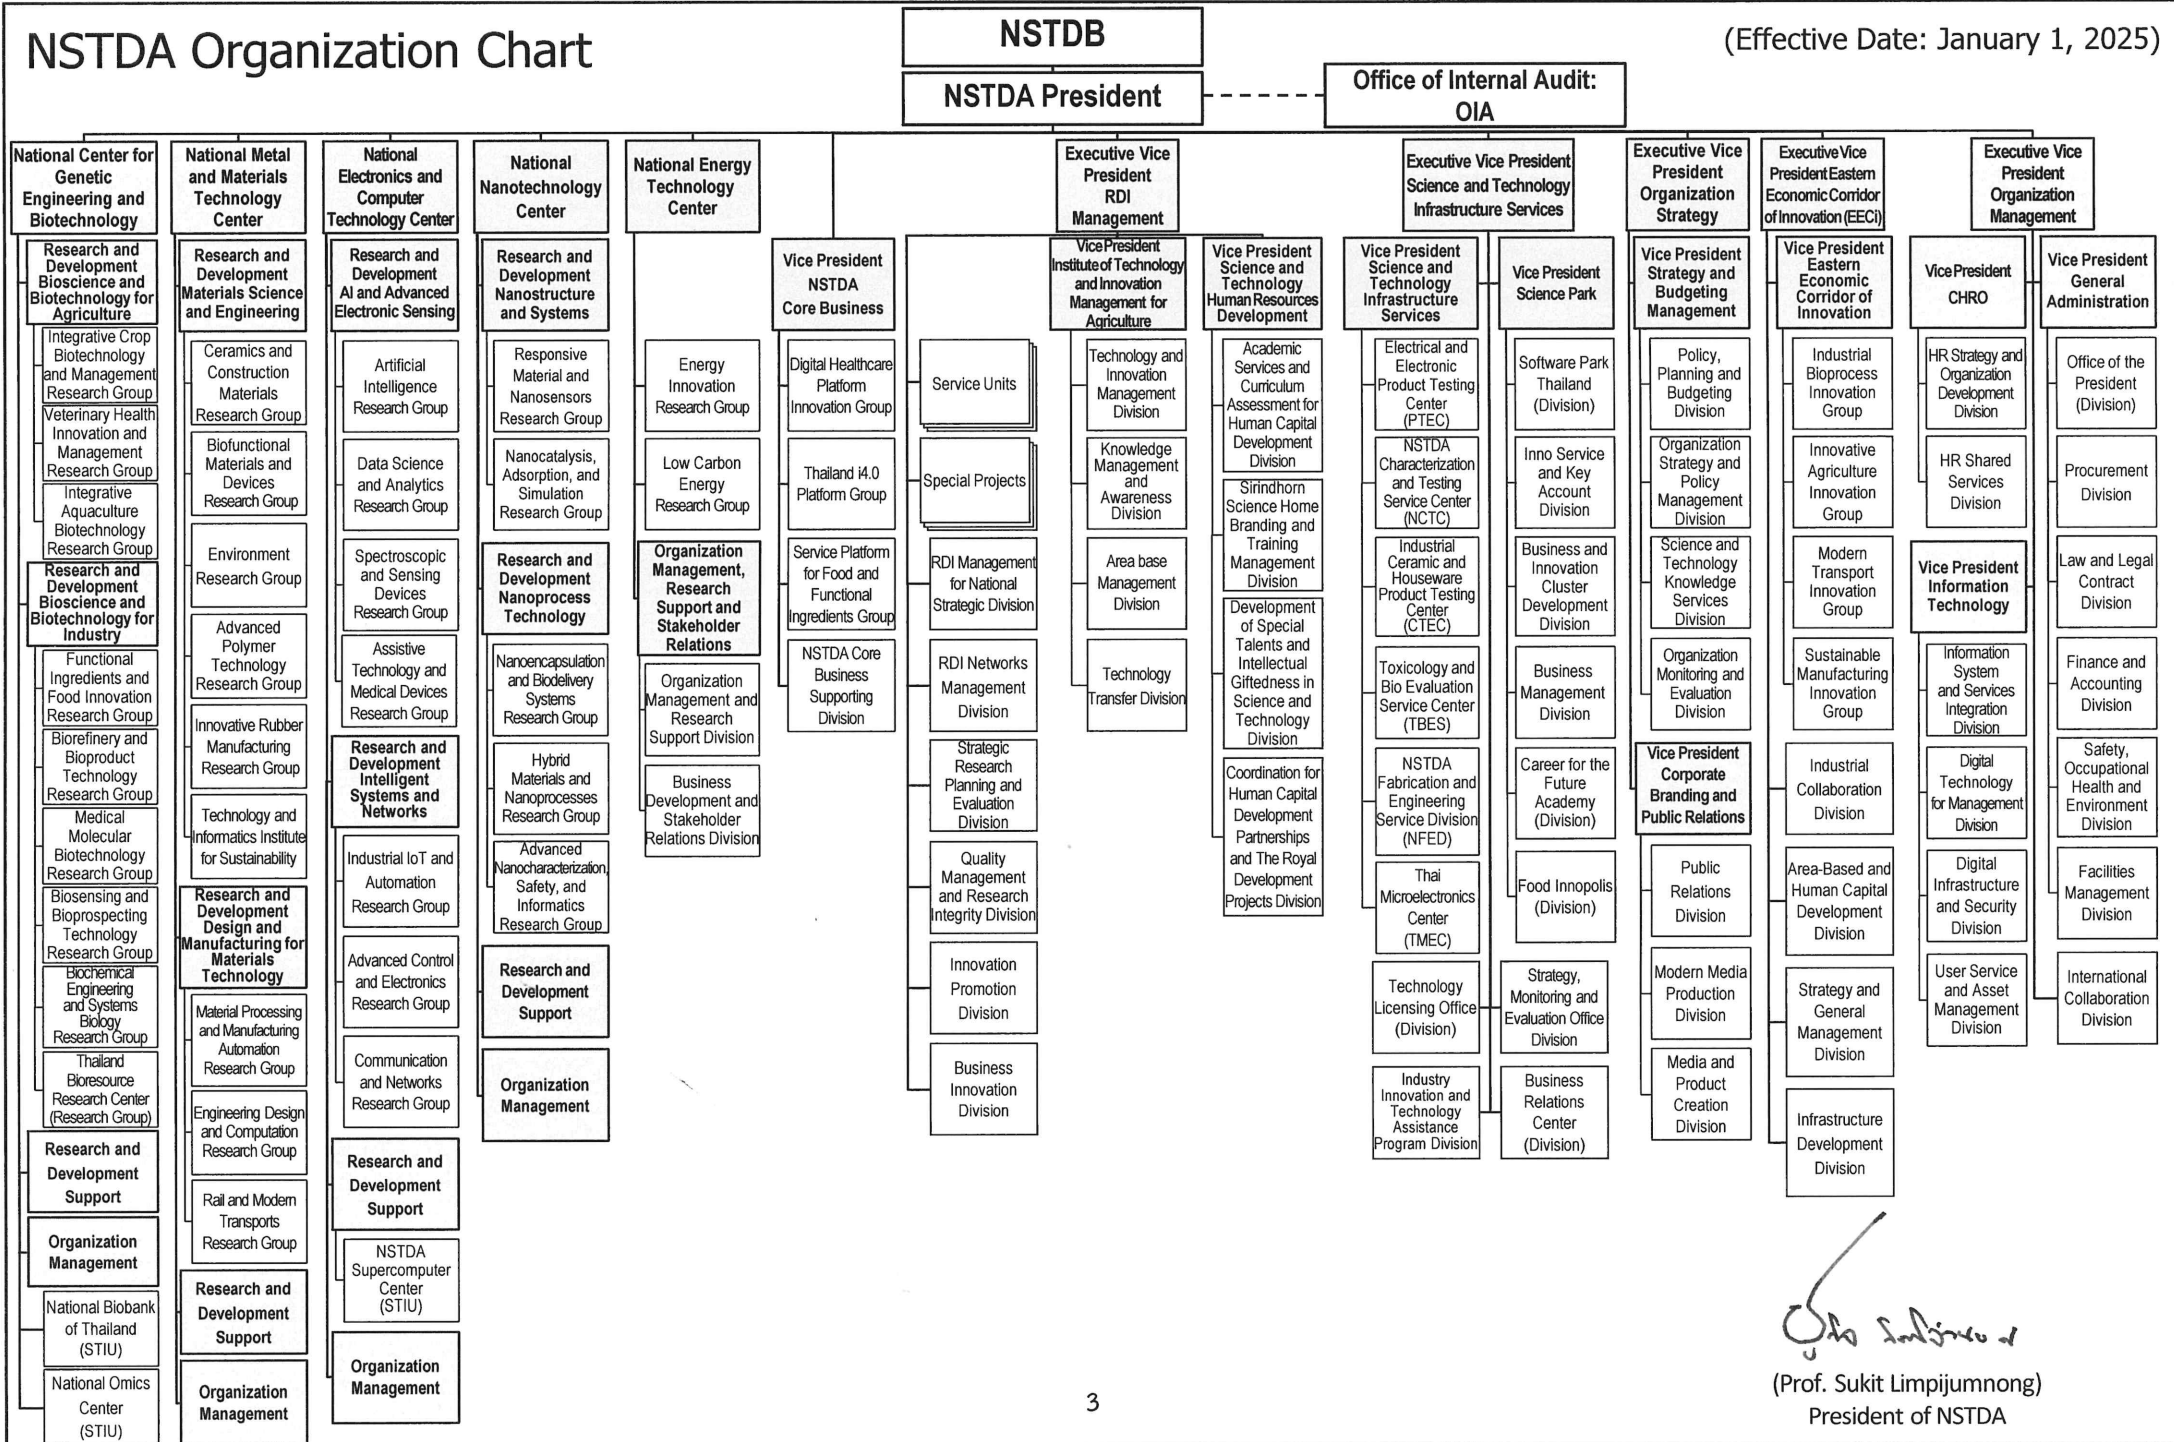 NSTDA Organization Chart
NSTDB
(Effective Date: January 1, 2025)
NSTDA President
Office of Internal Audit:
OIA
National Center for
Genetic
Engineering and
Biotechnology
Research and
Development
Bioscience and
Biotechnology for
Agriculture
Integrative Crop
Biotechnology
and Management
Research Group
Veterinary Health
Innovation and
Management
Research Group
Integrative
Aquaculture
Biotechnology
Research Group
Research and
Development
Bioscience and
Biotechnology for
Industry
Functional
Ingredients and
Food Innovation
Research Group
Biorefinery and
Bioproduct
Technology
Research Group
Medical
Molecular
Biotechnology
Research Group
Biosensing and
Bioprospecting
Technology
Research Group
Biochemical
Engineering
and Systems
Biology
Research Group
Thailand
Bioresource
Research Center
(Research Group)
Research and
Development
Support
Organization
Management
National Biobank
of Thailand
(STIU)
National Omics
Center
(STIU)
National Metal
and Materials
Technology
Center
Research and
Development
Materials Science
and Engineering
Ceramics and
Construction
Materials
Research Group
Biofunctional
Materials and
Devices
Research Group
Environment
Research Group
Advanced
Polymer
Technology
Research Group
Innovative Rubber
Manufacturing
Research Group
Technology and
Informatics Institute
for Sustainability
Research and
Development
Design and
Manufacturing for
Materials
Technology
Material Processing
and Manufacturing
Automation
Research Group
Engineering Design
and Computation
Research Group
Rail and Modern
Transports
Research Group
Research and
Development
Support
Organization
Management
National
Electronics and
Computer
Technology Center
Research and
Development
AI and Advanced
Electronic Sensing
Artificial
Intelligence
Research Group
Data Science
and Analytics
Research Group
Spectroscopic
and Sensing
Devices
Research Group
Assistive
Technology and
Medical Devices
Research Group
Research and
Development
Intelligent
Systems and
Networks
Industrial IoT and
Automation
Research Group
Advanced Control
and Electronics
Research Group
Communication
and Networks
Research Group
Research and
Development
Support
NSTDA
Supercomputer
Center
(STIU)
Organization
Management
National
Nanotechnology
Center
Research and
Development
Nanostructure
and Systems
Responsive
Material and
Nanosensors
Research Group
Nanocatalysis,
Adsorption, and
Simulation
Research Group
Research and
Development
Nanoprocess
Technology
Nanoencapsulation
and Biodelivery
Systems
Research Group
Hybrid
Materials and
Nanoprocesses
Research Group
Advanced
Nanocharacterization,
Safety, and
Informatics
Research Group
Research and
Development
Support
Organization
Management
National Energy
Technology
Center
Energy
Innovation
Research Group
Low Carbon
Energy
Research Group
Organization
Management,
Research
Support and
Stakeholder
Relations
Organization
Management and
Research
Support Division
Business
Development and
Stakeholder
Relations Division
Vice President
NSTDA
Core Business
Digital Healthcare
Platform
Innovation Group
Thailand i4.0
Platform Group
Service Platform
for Food and
Functional
Ingredients Group
NSTDA Core
Business
Supporting
Division
Executive Vice
President
RDI
Management
Service Units
Special Projects
RDI Management
for National
Strategic Division
RDI Networks
Management
Division
Strategic
Research
Planning and
Evaluation
Division
Quality
Management
and Research
Integrity Division
Innovation
Promotion
Division
Business
Innovation
Division
Vice President
Institute of Technology
and Innovation
Management for
Agriculture
Technology and
Innovation
Management
Division
Knowledge
Management
and
Awareness
Division
Area base
Management
Division
Technology
Transfer Division
Vice President
Science and
Technology
Human Resources
Development
Academic
Services and
Curriculum
Assessment for
Human Capital
Development
Division
Sirindhorn
Science Home
Branding and
Training
Management
Division
Development
of Special
Talents and
Intellectual
Giftedness in
Science and
Technology
Division
Coordination for
Human Capital
Development
Partnerships
and The Royal
Development
Projects Division
Executive Vice President
Science and Technology
Infrastructure Services
Vice President
Science and
Technology
Infrastructure
Services
Electrical and
Electronic
Product Testing
Center
(PTEC)
NSTDA
Characterization
and Testing
Service Center
(NCTC)
Industrial
Ceramic and
Houseware
Product Testing
Center
(CTEC)
Toxicology and
Bio Evaluation
Service Center
(TBES)
NSTDA
Fabrication and
Engineering
Service Division
(NFED)
Thai
Microelectronics
Center
(TMEC)
Technology
Licensing Office
(Division)
Industry
Innovation and
Technology
Assistance
Program Division
Vice President
Science Park
Software Park
Thailand
(Division)
Inno Service
and Key
Account
Division
Business and
Innovation
Cluster
Development
Division
Business
Management
Division
Career for the
Future
Academy
(Division)
Food Innopolis
(Division)
Strategy,
Monitoring and
Evaluation Office
Division
Business
Relations
Center
(Division)
Executive Vice
President
Organization
Strategy
Vice President
Strategy and
Budgeting
Management
Policy,
Planning and
Budgeting
Division
Organization
Strategy and
Policy
Management
Division
Science and
Technology
Knowledge
Services
Division
Organization
Monitoring and
Evaluation
Division
Vice President
Corporate
Branding and
Public Relations
Public
Relations
Division
Modern Media
Production
Division
Media and
Product
Creation
Division
Executive Vice
President Eastern
Economic Corridor
of Innovation (EECi)
Vice President
Eastern
Economic
Corridor of
Innovation
Industrial
Bioprocess
Innovation
Group
Innovative
Agriculture
Innovation
Group
Modern
Transport
Innovation
Group
Sustainable
Manufacturing
Innovation
Group
Industrial
Collaboration
Division
Area-Based and
Human Capital
Development
Division
Strategy and
General
Management
Division
Infrastructure
Development
Division
Executive Vice
President
Organization
Management
Vice President
CHRO
HR Strategy and
Organization
Development
Division
HR Shared
Services
Division
Vice President
Information
Technology
Information
System
and Services
Integration
Division
Digital
Technology
for Management
Division
Digital
Infrastructure
and Security
Division
User Service
and Asset
Management
Division
Vice President
General
Administration
Office of the
President
(Division)
Procurement
Division
Law and Legal
Contract
Division
Finance and
Accounting
Division
Safety,
Occupational
Health and
Environment
Division
Facilities
Management
Division
International
Collaboration
Division
(Prof. Sukit Limpijumnong)
President of NSTDA
3